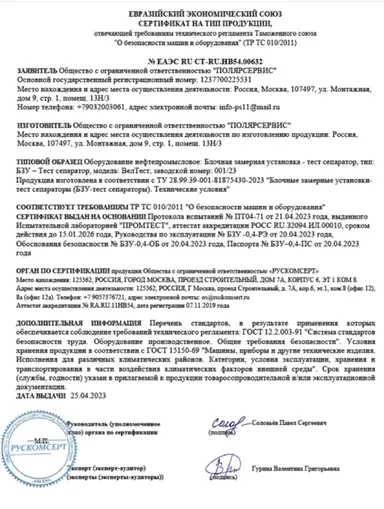 ЕВРАЗИЙСКИЙ ЭКОНОМИЧЕСКИЙ СОЮЗ
СЕРТИФИКАТ НА ТИП ПРОДУКЦИИ,
отвечающей требованиям технического регламента Таможенного союза
"О безопасности машин и оборудования" (ТР ТС 010/2011)
№ ЕАЭС RU CT-RU.HB54.00632
ЗАЯВИТЕЛЬ Общество с ограниченной ответственностью "ПОЛЯРСЕРВИС"
Основной государственный регистрационный номер: 1237700225531
Место нахождения и адрес места осуществления деятельности: Россия, Москва, 107497, ул. Монтажная,
дом 9, стр. 1, помещ. 13Н/3
Номер телефона: +79032003061, адрес электронной почты: info-ps11@mail.ru
ИЗГОТОВИТЕЛЬ Общество с ограниченной ответственностью "ПОЛЯРСЕРВИС"
Место нахождения и адрес места осуществления деятельности по изготовлению продукции: Россия,
Москва, 107497, ул. Монтажная, дом 9, стр. 1, помещ. 13Н/3
ТИПОВОЙ ОБРАЗЕЦ Оборудование нефтепромысловое: Блочная замерная установка - тест сепаратор, тип:
БЗУ – Тест сепаратор, модель: ВелТест, заводской номер: 001/23
Продукция изготовлена в соответствии с ТУ 28.99.39-001-81875430-2023 "Блочные замерные установки-
тест сепараторы (БЗУ-тест сепараторы). Технические условия"
СООТВЕТСТВУЕТ ТРЕБОВАНИЯМ ТР ТС 010/2011 "О безопасности машин и оборудования"
СЕРТИФИКАТ ВЫДАН НА ОСНОВАНИИ Протокола испытаний № ПТ04-71 от 21.04.2023 года, выданного
Испытательной лабораторией "ПРОМТЕСТ", аттестат аккредитации РОСС RU.32094.ИЛ.00010, сроком
действия до 15.01.2026 года, Руководства по эксплуатации № БЗУ -0,4-РЭ от 20.04.2023 года,
Обоснования безопасности № БЗУ-0,4-ОБ от 20.04.2023 года, Паспорта № БЗУ–0,4-ПС от 20.04.2023
года
ОРГАН ПО СЕРТИФИКАЦИИ продукции Общества с ограниченной ответственностью «РУСКОМСЕРТ»
Место нахождения: 125362, РОССИЯ, ГОРОД МОСКВА, ПРОЕЗД СТРОИТЕЛЬНЫЙ, ДОМ 7А, КОРПУС 6, ЭТ 1 КОМ 8.
Адрес места осуществления деятельности: 125362, РОССИЯ, Г Москва, проезд Строительный, д. 7А, кор.6, эт.1, ком.8 (офис 12),
8а (офис 12а). Телефон: +7 9057376721, адрес электронной почты: os@ruskomsert.ru
Аттестат аккредитации № RA.RU.11НВ54, дата регистрации 07.11.2019 года
ДОПОЛНИТЕЛЬНАЯ ИНФОРМАЦИЯ Перечень стандартов, в результате применения которых
обеспечивается соблюдение требований технического регламента: ГОСТ 12.2.003-91 "Система стандартов
безопасности труда. Оборудование производственное. Общие требования безопасности". Условия
хранения продукции в соответствии с ГОСТ 15150-69 "Машины, приборы и другие технические изделия.
Исполнения для различных климатических районов. Категории, условия эксплуатации, хранения и
транспортирования в части воздействия климатических факторов внешней среды". Срок хранения
(службы, годности) указан в прилагаемой к продукции товаросопроводительной и/или эксплуатационной
документации.
ДАТА ВЫДАЧИ 25.04.2023
Руководитель (уполномоченное
лицо) органа по сертификации
(подпись)
Соловьёв Павел Сергеевич
М.П.
РУСКОМСЕРТ
Эксперт (эксперт-аудитор)
(эксперты (эксперты-аудиторы))
(подпись)
Гурина Валентина Григорьевна